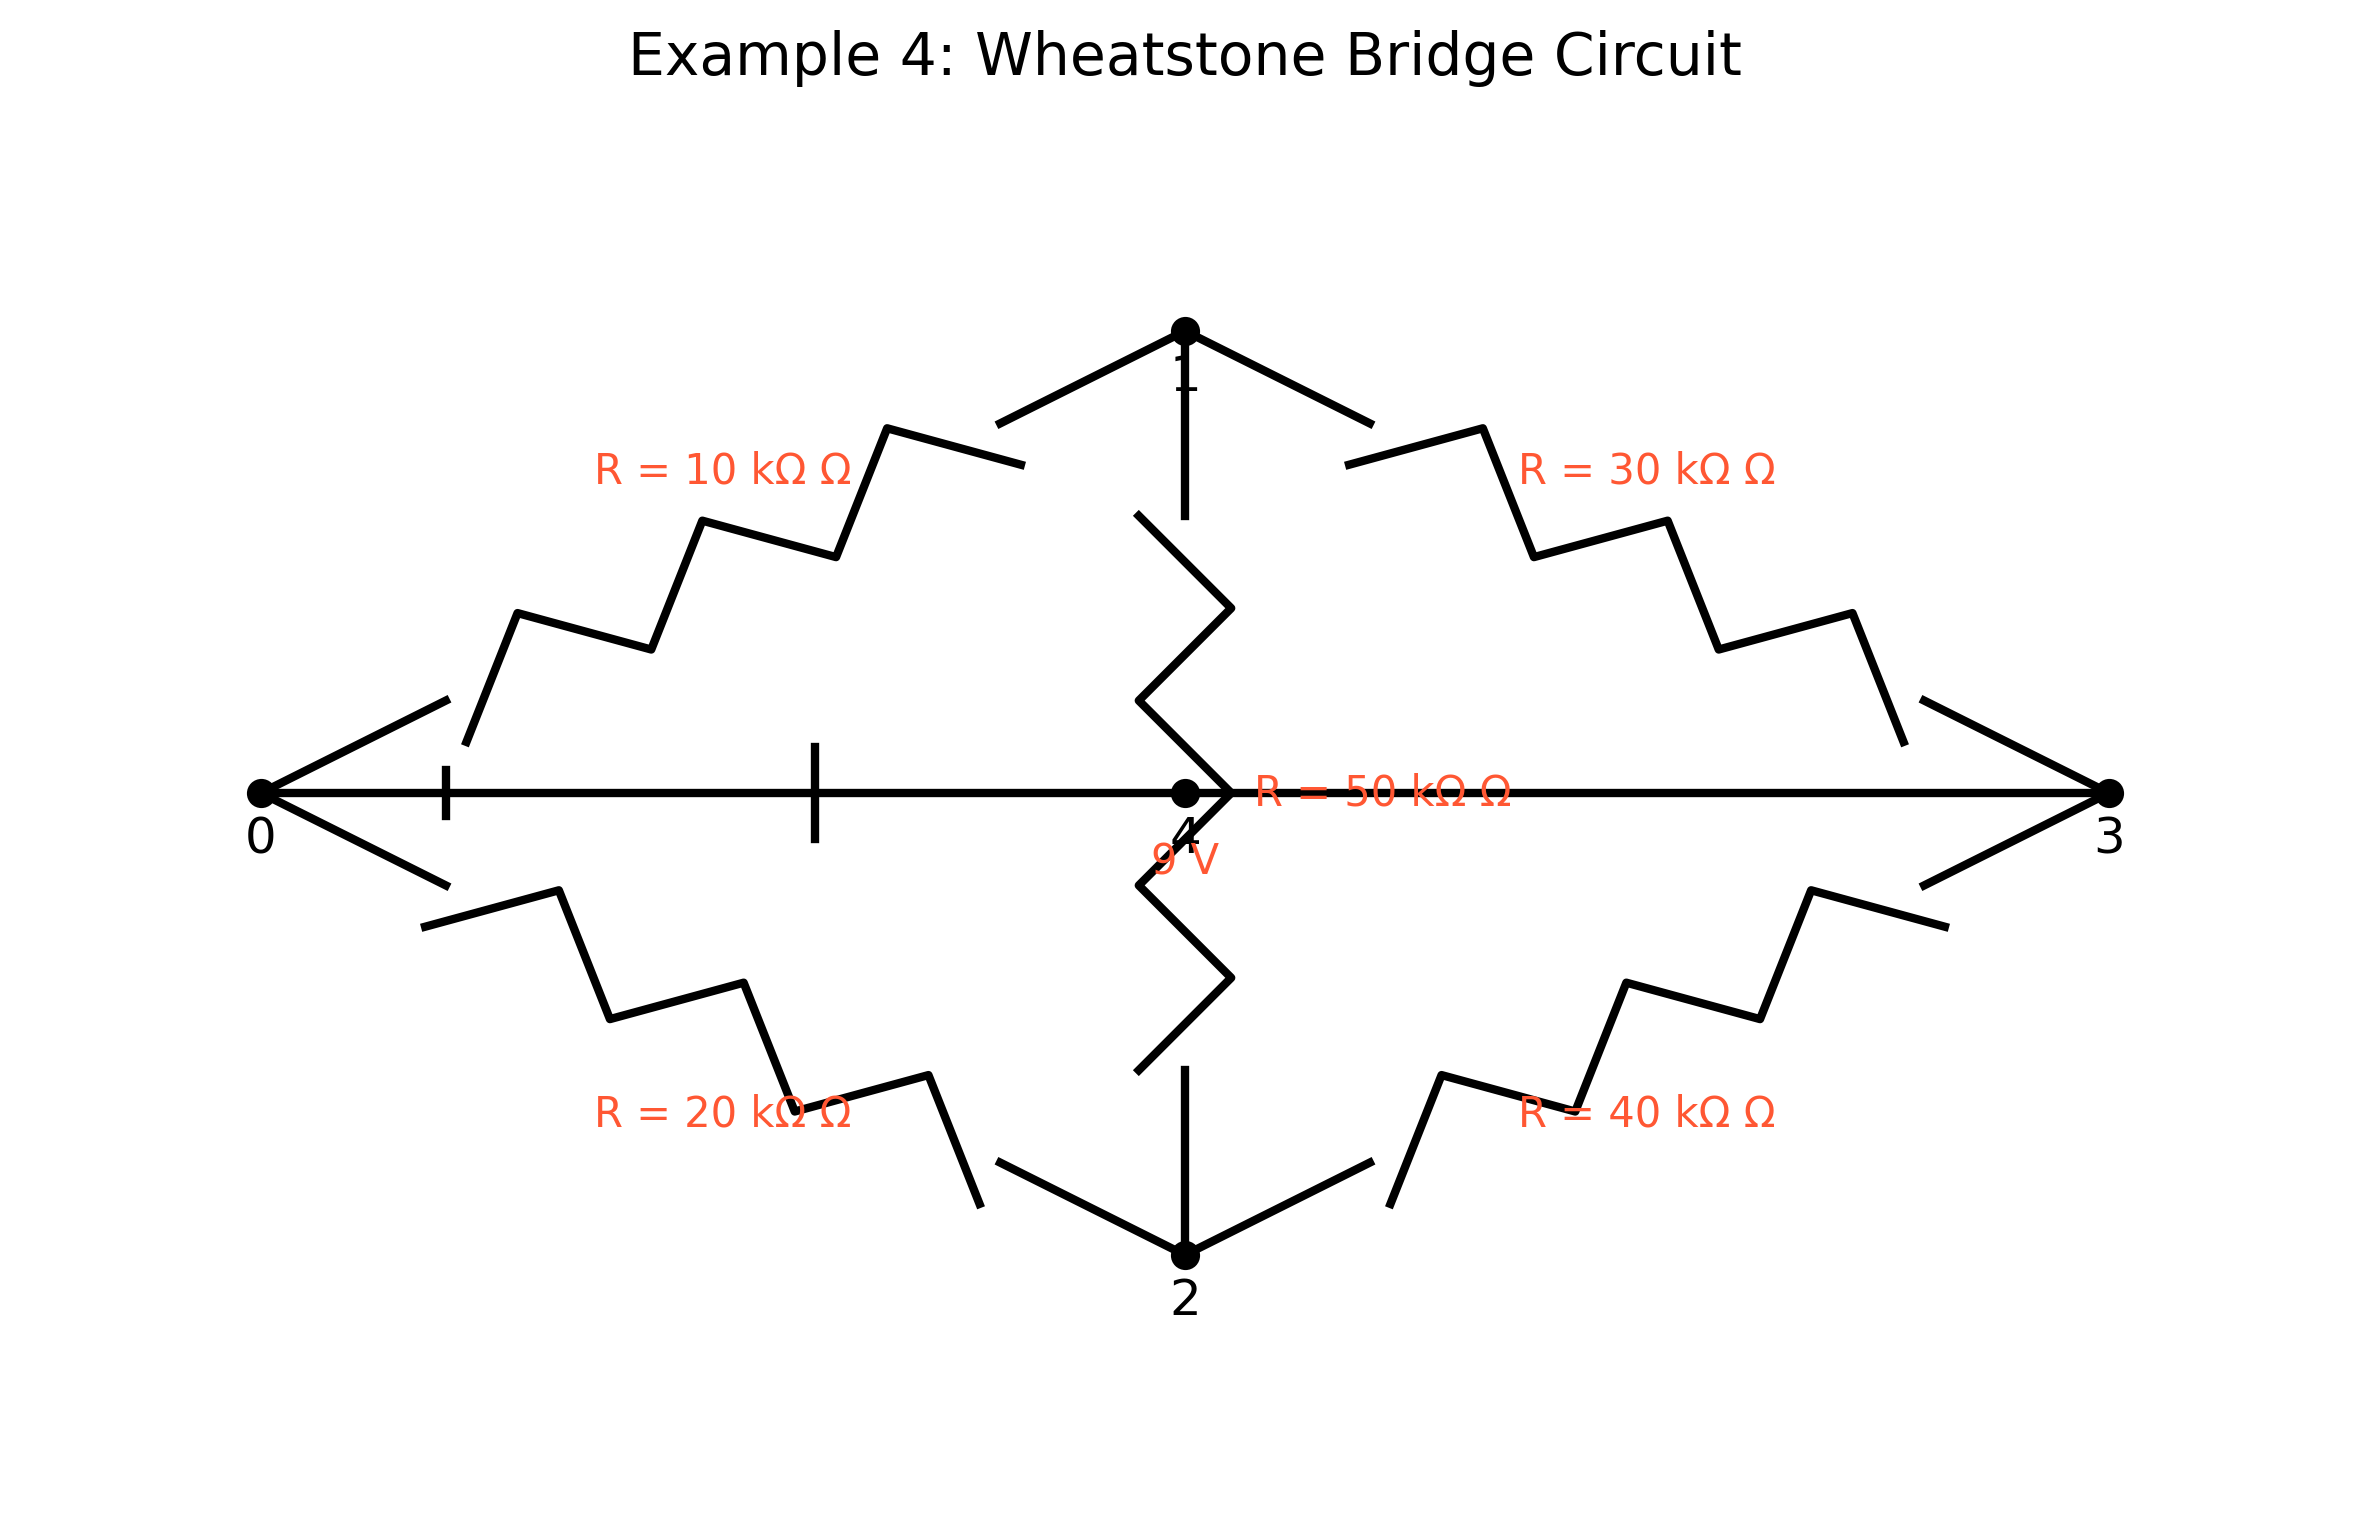 Example 4: Wheatstone Bridge Circuit
1
R = 10 kΩ Ω
R = 30 kΩ Ω
R = 50 kΩ Ω
0
4
3
9 V
R = 20 kΩ Ω
R = 40 kΩ Ω
2